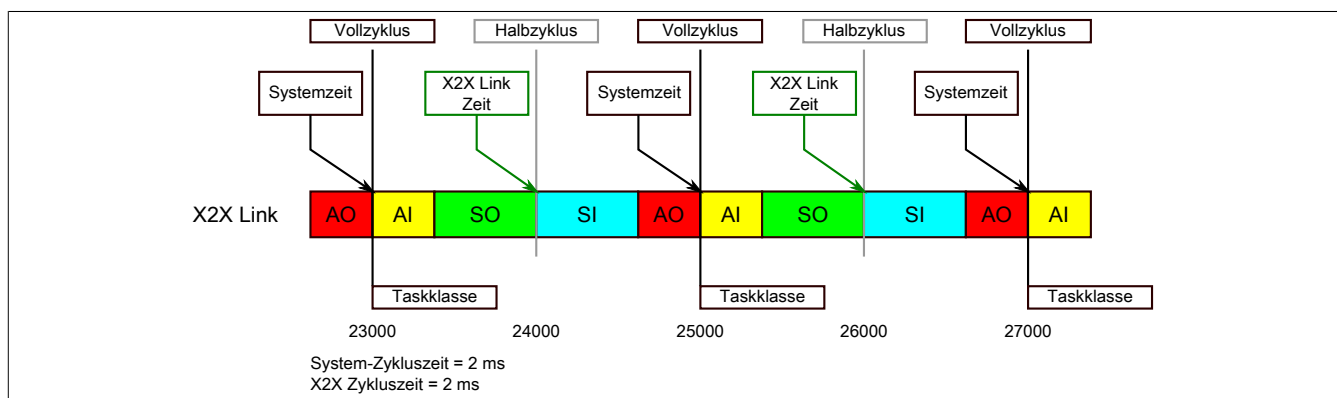 Vollzyklus
Halbzyklus
Vollzyklus
Halbzyklus
Vollzyklus
Systemzeit
X2X Link
Zeit
Systemzeit
X2X Link
Zeit
Systemzeit
X2X Link
AO
AI
SO
SI
AO
AI
SO
SI
AO
AI
Taskklasse
Taskklasse
Taskklasse
23000
24000
25000
26000
27000
System-Zykluszeit = 2 ms
X2X Zykluszeit = 2 ms